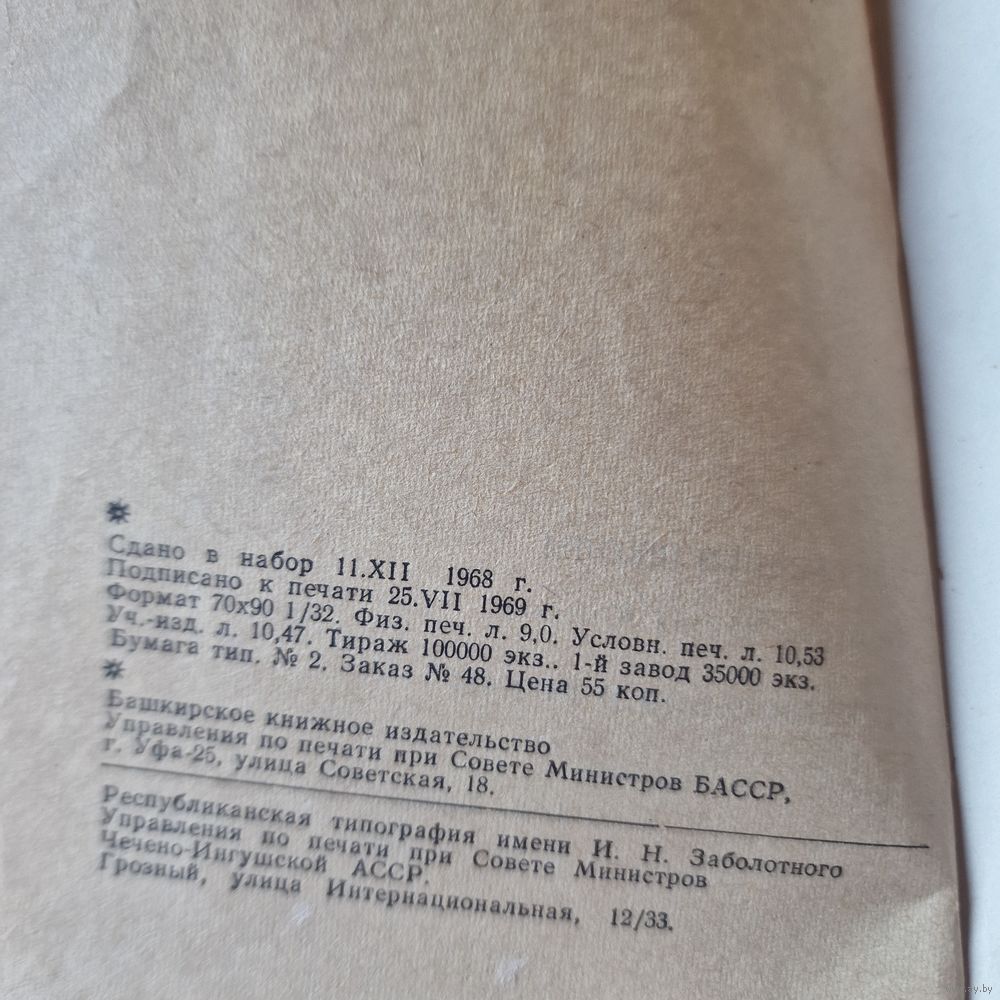 Сдано в набор 11.XII 1968 г.
Подписано к печати 25.VII 1969 г.
Формат 70х90 1/32. Физ. печ. л. 9,0. Условн. печ. л. 10,53
Уч.-изд. л. 10,47. Тираж 100000 экз.. 1-й завод 35000 экз.
Бумага тип. № 2. Заказ № 48. Цена 55 коп.
Башкирское книжное издательство
Управления по печати при Совете Министров БАССР,
г. Уфа-25, улица Советская, 18.
Республиканская типография имени И. Н. Заболотного
Управления по печати при Совете Министров
Чечено-Ингушской АССР.
Грозный, улица Интернациональная, 12/33.